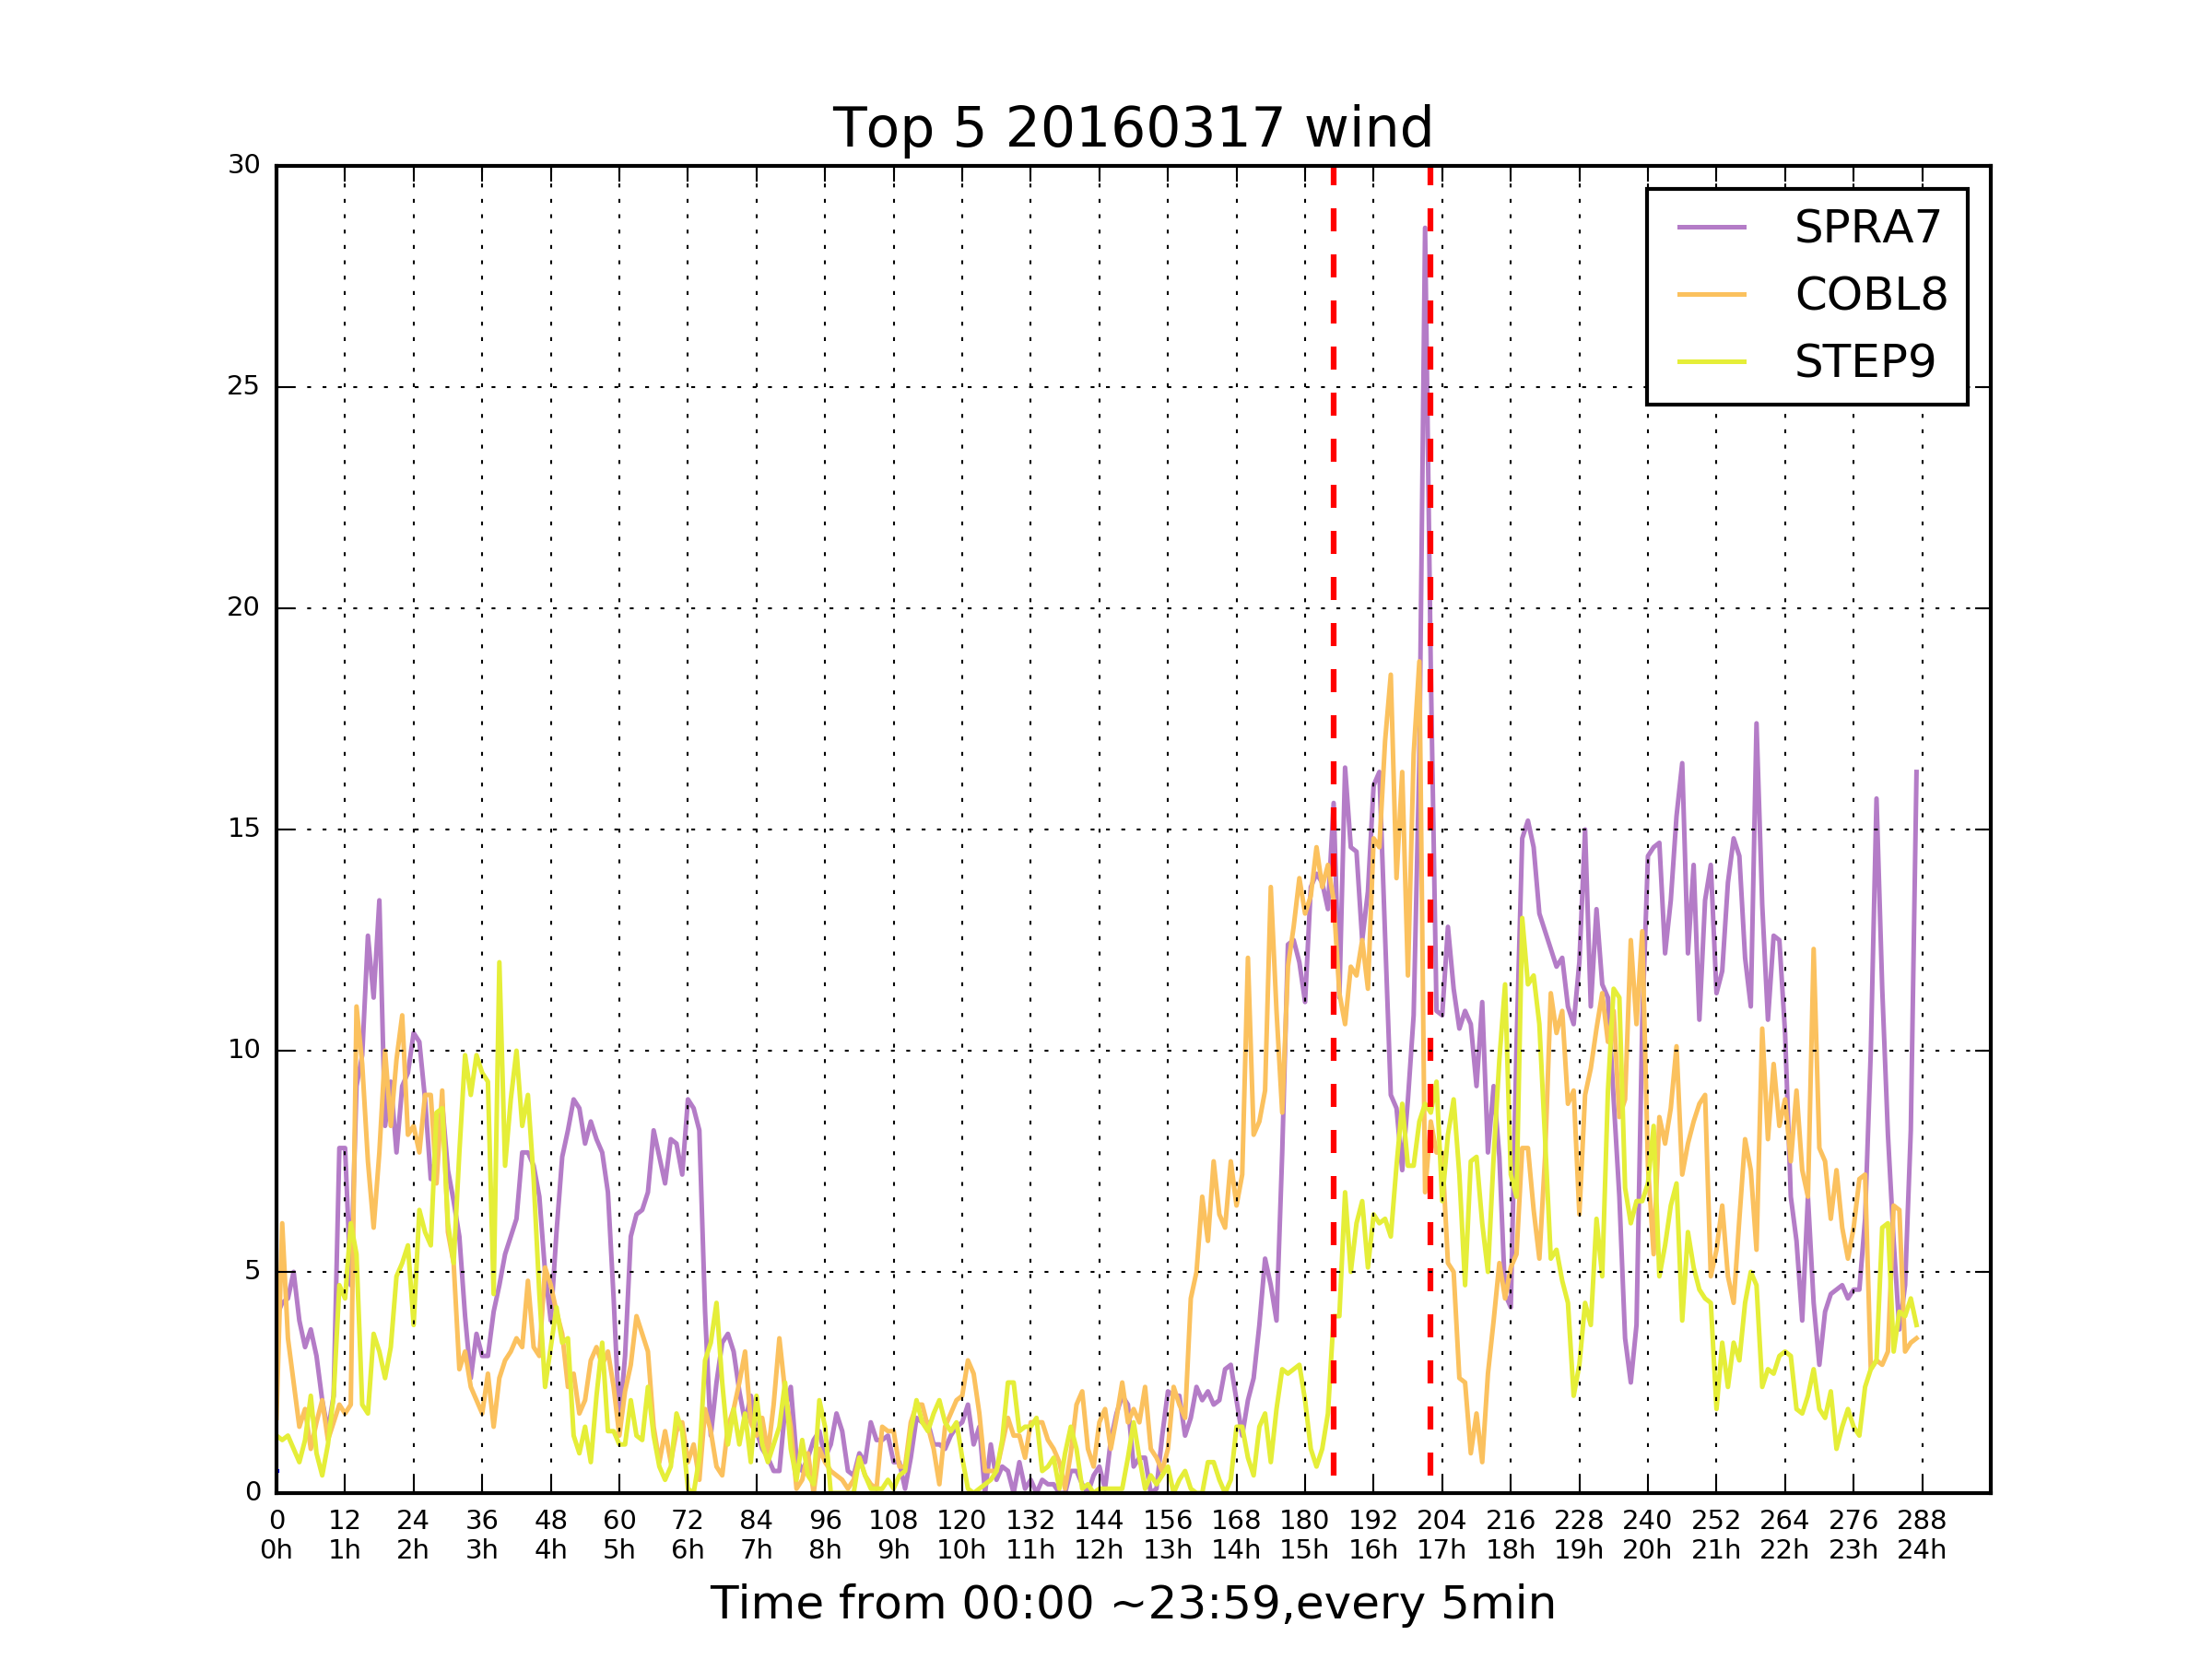 Top 5 20160317 wind
30
25
20
15
10
5
0
SPRA7
COBL8
STEP9
0 12 24 36 48 60 72 84 96 108 120 132 144 156 168 180 192 204 216 228 240 252 264 276 288
0h 1h 2h 3h 4h 5h 6h 7h 8h 9h 10h 11h 12h 13h 14h 15h 16h 17h 18h 19h 20h 21h 22h 23h 24h
Time from 00:00 ~23:59,every 5min